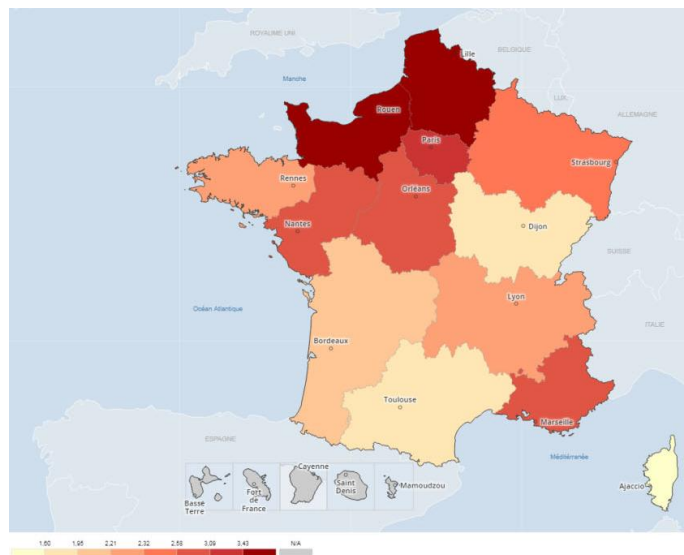 ROYAUME UNI
BELGIQUE
Lille
Manche
LUX.
ALLEMAGNE
Rouen
Paris
Strasbourg
Rennes
Orléans
Nantes
Dijon
SUISSE
Lyon
Océan Atlantique
ITALIE
Bordeaux
Toulouse
Marseille
ESPAGNE
Méditerranée
Cayenne
Saint
Denis
Mamoudzou
Ajaccio
Basse
Terre
Fort
de
France
1,60 1,95 2,21 2,32 2,58 3,09 3,43 N/A